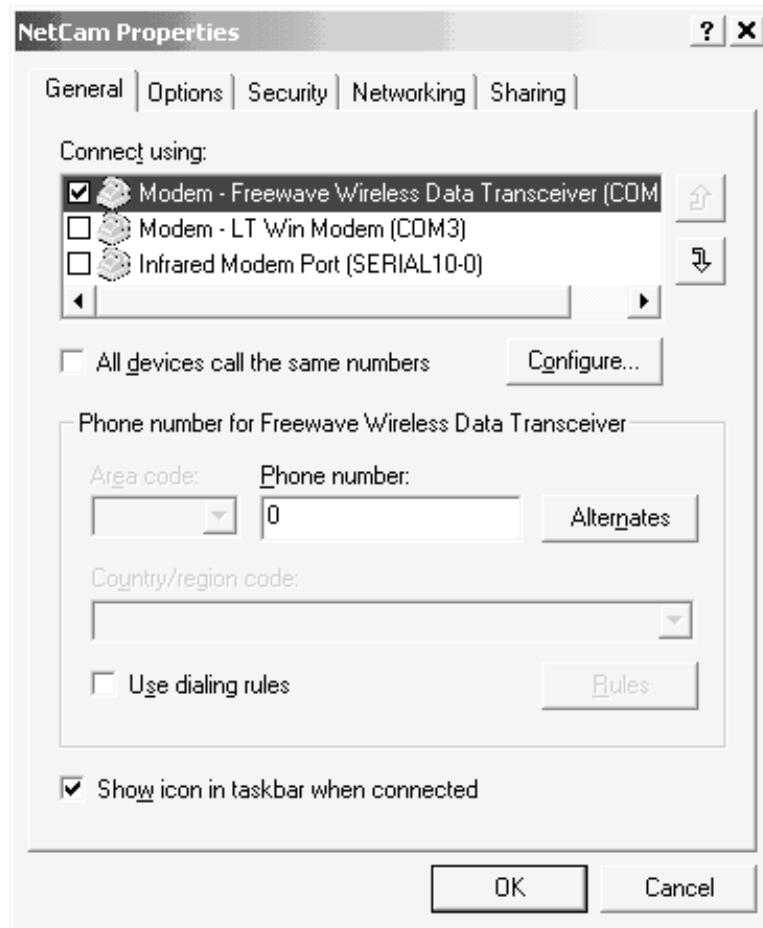 NetCam Properties
General Options Security Networking Sharing
Connect using:
Modem - Freewave Wireless Data Transceiver (COM
Modem - LT Win Modem (COM3)
Infrared Modem Port (SERIAL10-0)
All devices call the same numbers Configure...
Phone number for Freewave Wireless Data Transceiver
Area code: Phone number:
0 Alternates
Country/region code:
Use dialing rules Rules
Show icon in taskbar when connected
OK Cancel